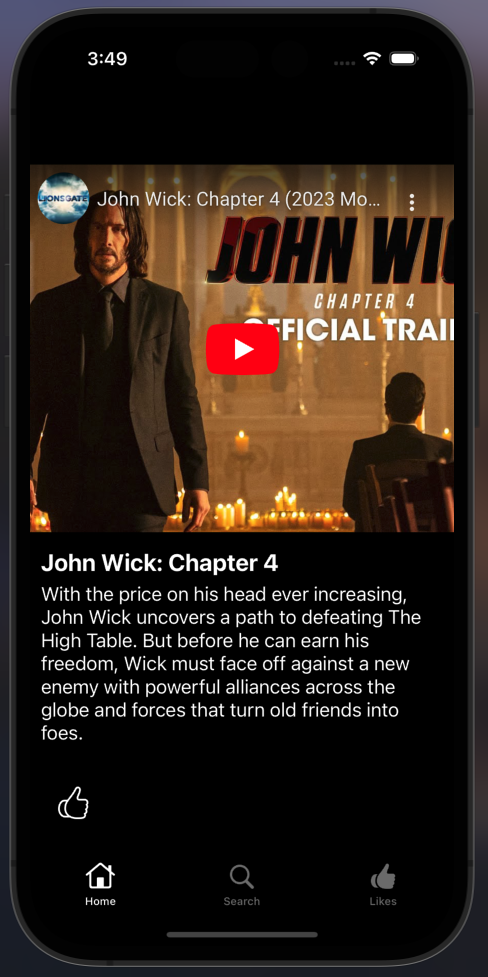 3:49
LIONSGATE
John Wick: Chapter 4 (2023 Mo...
JOHN WIC
CHAPTER 4
OFFICIAL TRAI
John Wick: Chapter 4
With the price on his head ever increasing,
John Wick uncovers a path to defeating The
High Table. But before he can earn his
freedom, Wick must face off against a new
enemy with powerful alliances across the
globe and forces that turn old friends into
foes.
Home
Search
Likes